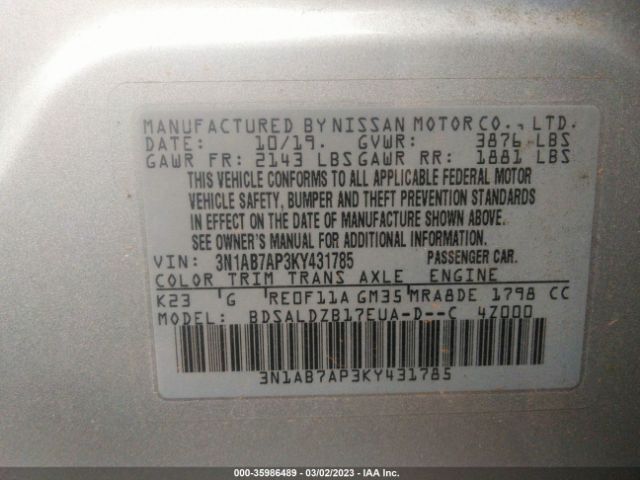 MANUFACTURED BY NISSAN MOTOR CO., LTD.
DATE: 10/19. GVWR: 3876 LBS
GAWR FR: 2143 LBS GAWR RR: 1881 LBS
THIS VEHICLE CONFORMS TO ALL APPLICABLE FEDERAL MOTOR
VEHICLE SAFETY, BUMPER AND THEFT PREVENTION STANDARDS
IN EFFECT ON THE DATE OF MANUFACTURE SHOWN ABOVE.
SEE OWNER'S MANUAL FOR ADDITIONAL INFORMATION.
VIN: 3N1AB7AP3KY431785 PASSENGER CAR.
COLOR TRIM TRANS AXLE ENGINE
K23 G RE0F11A GM35 MRA8DE 1798 CC
MODEL: BDSALDZB17EUA-D--C 4Z000
3N1AB7AP3KY431785
000-35986489 - 03/02/2023 - IAA Inc.